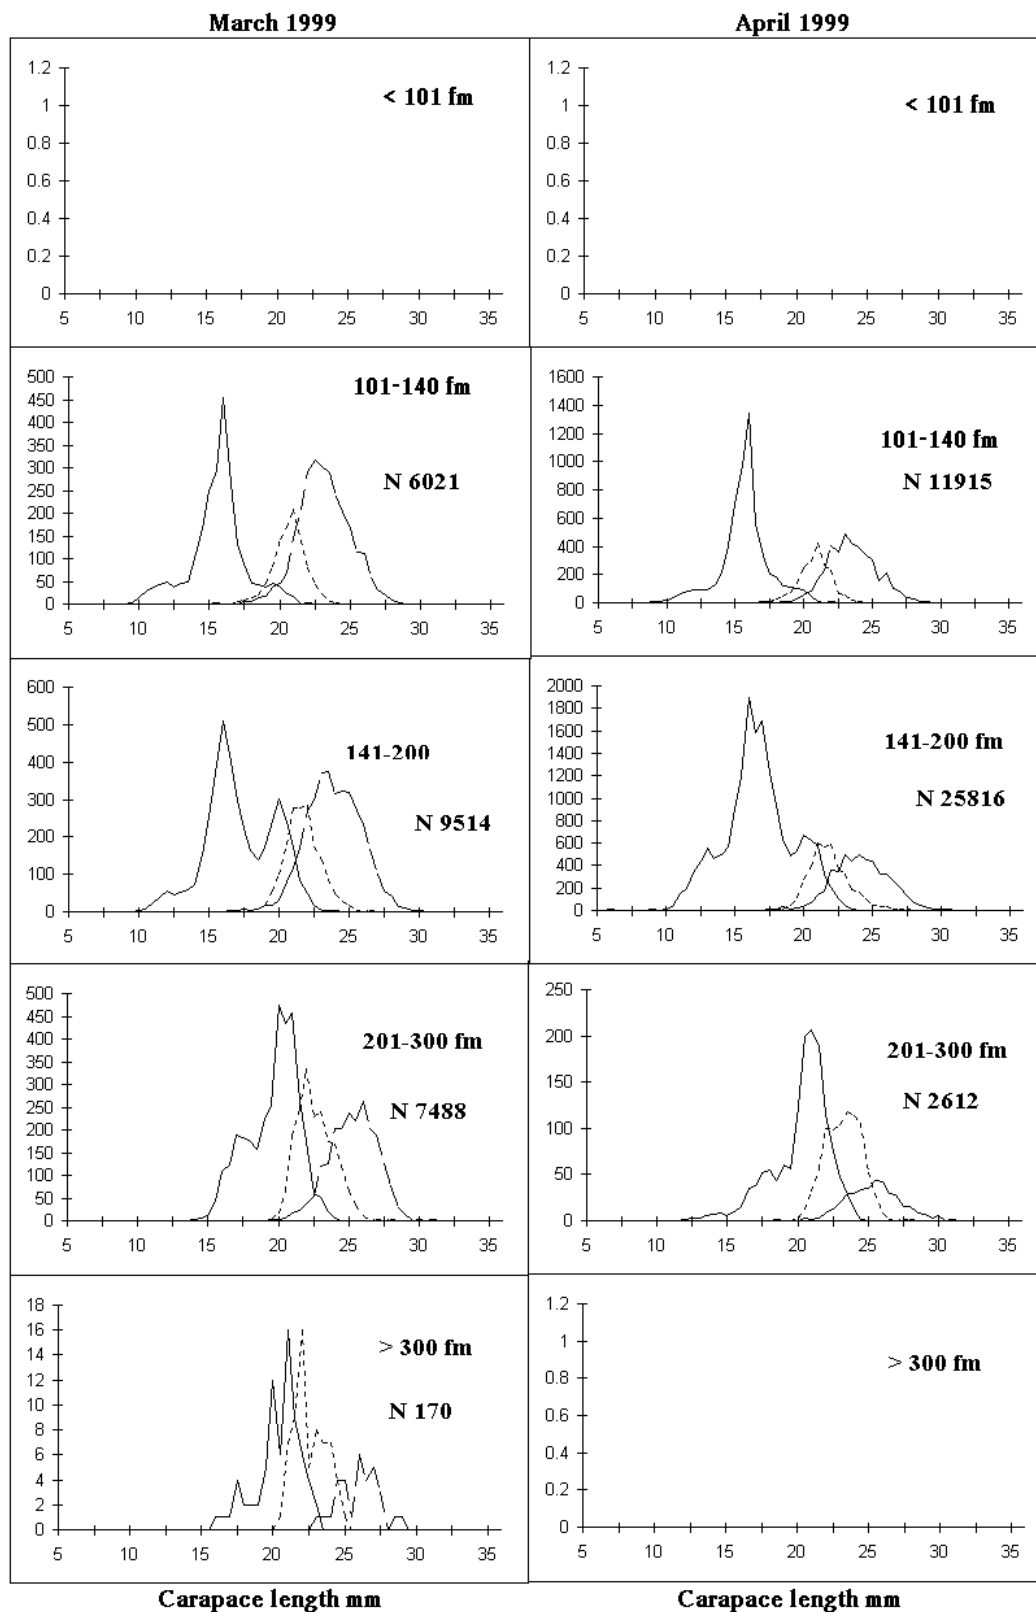 March 1999
April 1999
1.2
1
0.8
0.6
0.4
0.2
0
5 10 15 20 25 30 35
< 101 fm
1.2
1
0.8
0.6
0.4
0.2
0
5 10 15 20 25 30 35
< 101 fm
500
450
400
350
300
250
200
150
100
50
0
5 10 15 20 25 30 35
101-140 fm
N 6021
1600
1400
1200
1000
800
600
400
200
0
5 10 15 20 25 30 35
101-140 fm
N 11915
600
500
400
300
200
100
0
5 10 15 20 25 30 35
141-200
N 9514
2000
1800
1600
1400
1200
1000
800
600
400
200
0
5 10 15 20 25 30 35
141-200 fm
N 25816
500
450
400
350
300
250
200
150
100
50
0
5 10 15 20 25 30 35
201-300 fm
N 7488
250
200
150
100
50
0
5 10 15 20 25 30 35
201-300 fm
N 2612
18
16
14
12
10
8
6
4
2
0
5 10 15 20 25 30 35
> 300 fm
N 170
1.2
1
0.8
0.6
0.4
0.2
0
5 10 15 20 25 30 35
> 300 fm
Carapace length mm
Carapace length mm